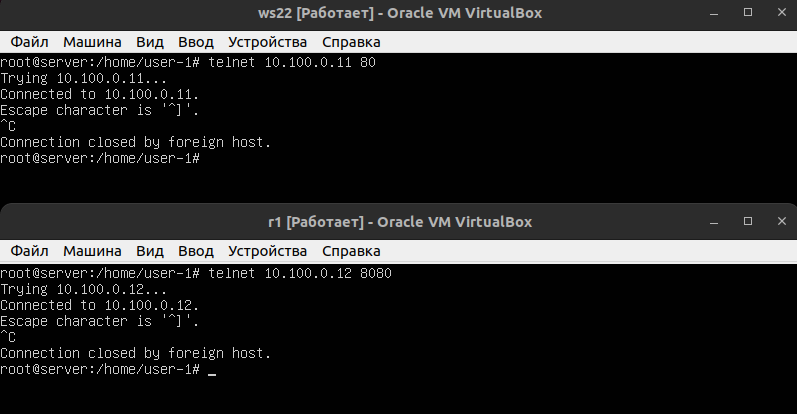 ws22 [Работает] - Oracle VM VirtualBox
Файл Машина Вид Ввод Устройства Справка
root@server:/home/user-1# telnet 10.100.0.11 80
Trying 10.100.0.11...
Connected to 10.100.0.11.
Escape character is '^]'.
^C
Connection closed by foreign host.
root@server:/home/user-1#
r1 [Работает] - Oracle VM VirtualBox
Файл Машина Вид Ввод Устройства Справка
root@server:/home/user-1# telnet 10.100.0.12 8080
Trying 10.100.0.12...
Connected to 10.100.0.12.
Escape character is '^]'.
^C
Connection closed by foreign host.
root@server:/home/user-1# _